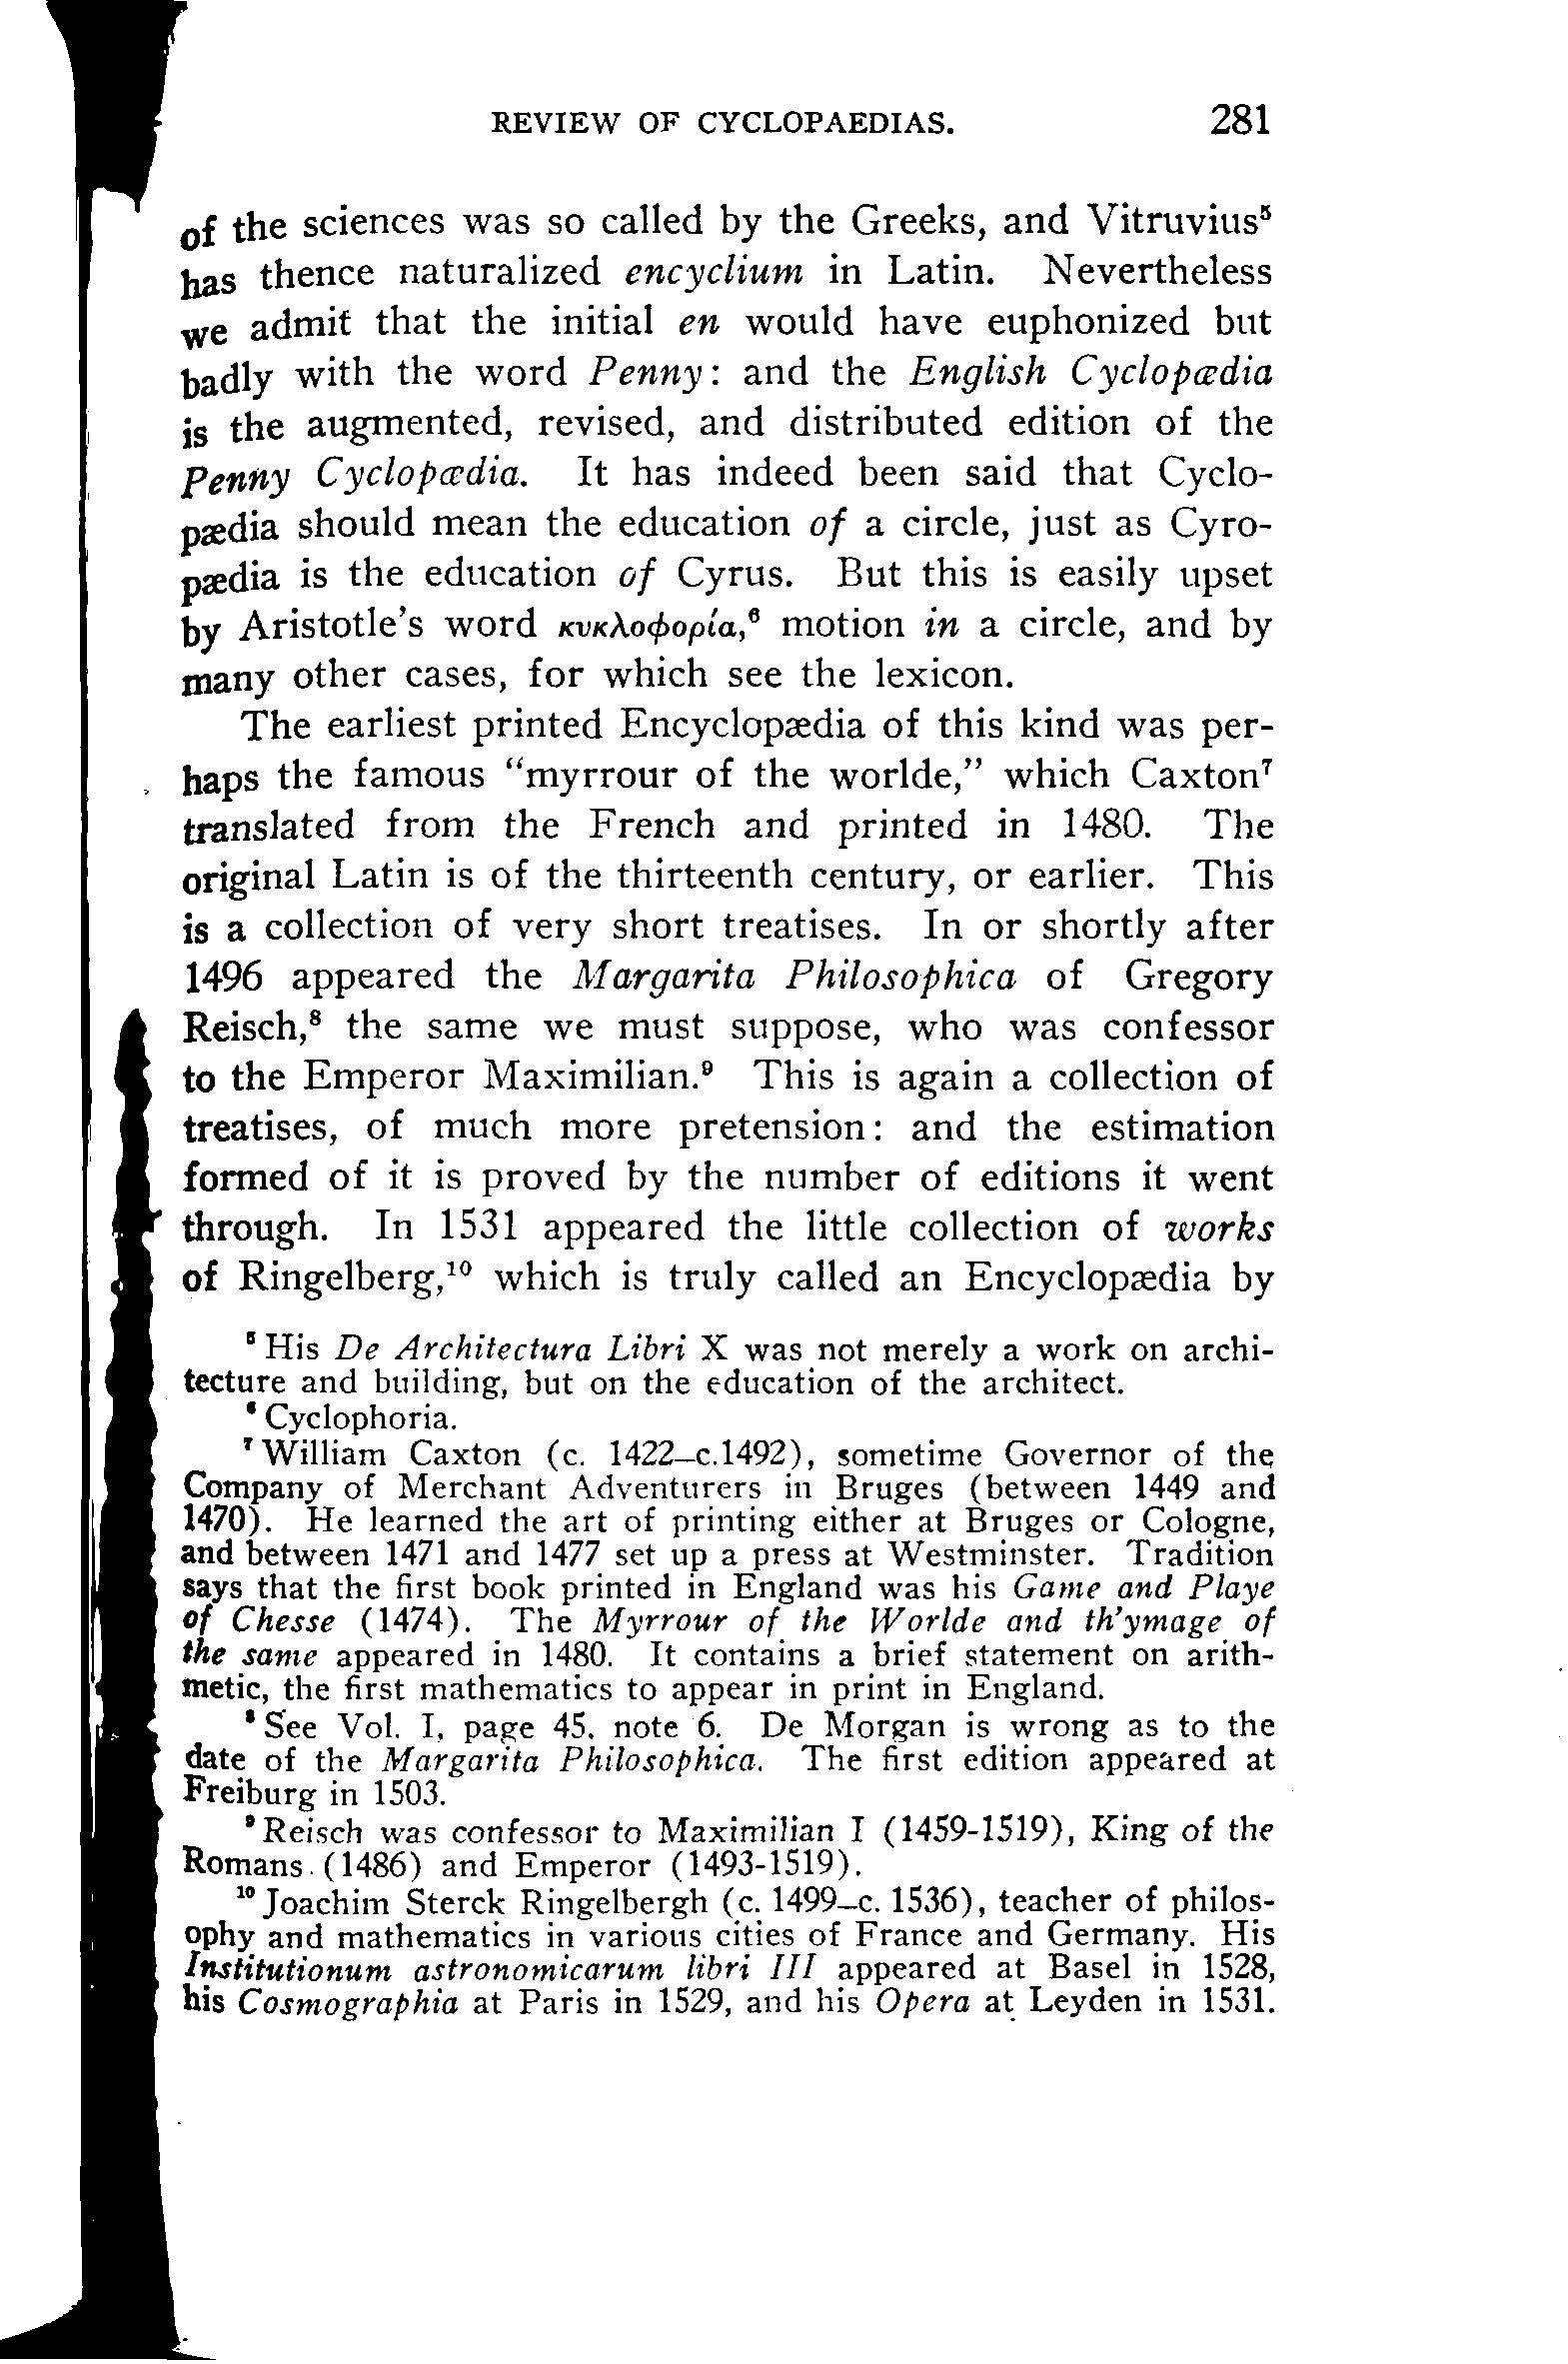 REVIEW OF CYCLOPAEDIAS. 281
of the sciences was so called by the Greeks, and Vitruvius⁵
has thence naturalized encyclium in Latin. Nevertheless
we admit that the initial en would have euphonized but
badly with the word Penny: and the English Cyclopædia
is the augmented, revised, and distributed edition of the
Penny Cyclopædia. It has indeed been said that Cyclo-
pædia should mean the education of a circle, just as Cyro-
pædia is the education of Cyrus. But this is easily upset
by Aristotle's word κυκλοφορία,⁶ motion in a circle, and by
many other cases, for which see the lexicon.
The earliest printed Encyclopædia of this kind was per-
haps the famous "myrrour of the worlde," which Caxton⁷
translated from the French and printed in 1480. The
original Latin is of the thirteenth century, or earlier. This
is a collection of very short treatises. In or shortly after
1496 appeared the Margarita Philosophica of Gregory
Reisch,⁸ the same we must suppose, who was confessor
to the Emperor Maximilian.⁹ This is again a collection of
treatises, of much more pretension: and the estimation
formed of it is proved by the number of editions it went
through. In 1531 appeared the little collection of works
of Ringelberg,¹⁰ which is truly called an Encyclopædia by
⁵ His De Architectura Libri X was not merely a work on archi-
tecture and building, but on the education of the architect.
⁶ Cyclophoria.
⁷ William Caxton (c. 1422–c.1492), sometime Governor of the
Company of Merchant Adventurers in Bruges (between 1449 and
1470). He learned the art of printing either at Bruges or Cologne,
and between 1471 and 1477 set up a press at Westminster. Tradition
says that the first book printed in England was his Game and Playe
of Chesse (1474). The Myrrour of the Worlde and th'ymage of
the same appeared in 1480. It contains a brief statement on arith-
metic, the first mathematics to appear in print in England.
⁸ See Vol. I, page 45, note 6. De Morgan is wrong as to the
date of the Margarita Philosophica. The first edition appeared at
Freiburg in 1503.
⁹ Reisch was confessor to Maximilian I (1459-1519), King of the
Romans (1486) and Emperor (1493-1519).
¹⁰ Joachim Sterck Ringelbergh (c. 1499–c. 1536), teacher of philos-
ophy and mathematics in various cities of France and Germany. His
Institutionum astronomicarum libri III appeared at Basel in 1528,
his Cosmographia at Paris in 1529, and his Opera at Leyden in 1531.